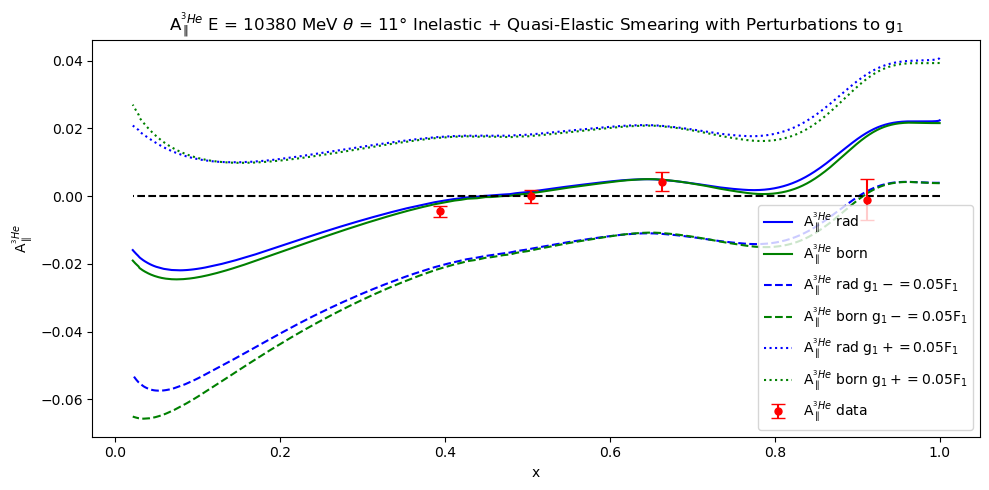 A∥³ᴴᵉ E = 10380 MeV θ = 11° Inelastic + Quasi-Elastic Smearing with Perturbations to g₁
0.04
0.02
0.00
−0.02
−0.04
−0.06
A∥³ᴴᵉ
0.0 0.2 0.4 0.6 0.8 1.0
x
A∥³ᴴᵉ rad
A∥³ᴴᵉ born
A∥³ᴴᵉ rad g₁ − = 0.05F₁
A∥³ᴴᵉ born g₁ − = 0.05F₁
A∥³ᴴᵉ rad g₁ + = 0.05F₁
A∥³ᴴᵉ born g₁ + = 0.05F₁
A∥³ᴴᵉ data